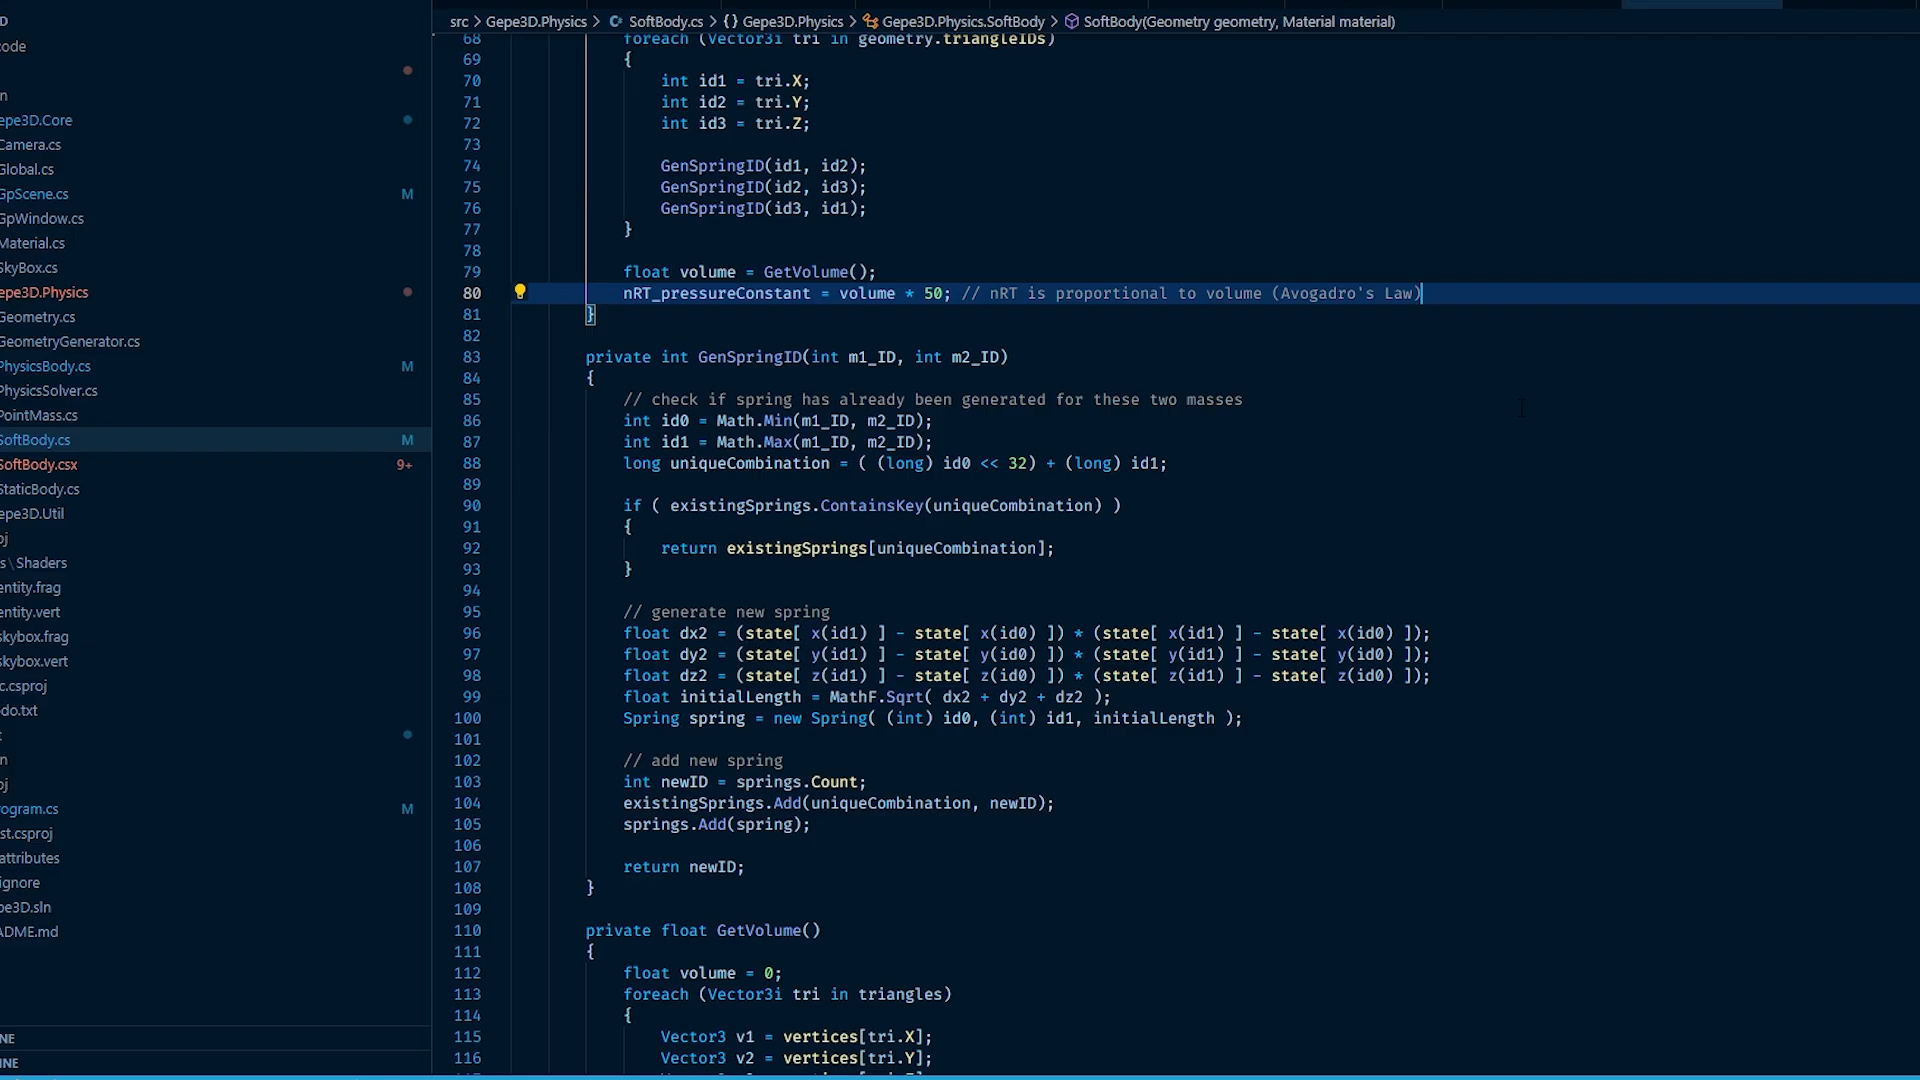 src > Gepe3D.Physics > SoftBody.cs > {} Gepe3D.Physics > Gepe3D.Physics.SoftBody > SoftBody(Geometry geometry, Material material)
D
ode
n
epe3D.Core
Camera.cs
Global.cs
GpScene.cs M
GpWindow.cs
Material.cs
SkyBox.cs
epe3D.Physics
Geometry.cs
GeometryGenerator.cs
PhysicsBody.cs M
PhysicsSolver.cs
PointMass.cs
SoftBody.cs M
SoftBody.csx 9+
StaticBody.cs
epe3D.Util
bj
s\Shaders
entity.frag
entity.vert
skybox.frag
skybox.vert
c.csproj
do.txt
t
n
bj
ogram.cs M
st.csproj
attributes
ignore
pe3D.sln
ADME.md
NE
INE
68 foreach (Vector3i tri in geometry.triangleIDs)
69 {
70 int id1 = tri.X;
71 int id2 = tri.Y;
72 int id3 = tri.Z;
73
74 GenSpringID(id1, id2);
75 GenSpringID(id2, id3);
76 GenSpringID(id3, id1);
77 }
78
79 float volume = GetVolume();
80 nRT_pressureConstant = volume * 50; // nRT is proportional to volume (Avogadro's Law)
81 }
82
83 private int GenSpringID(int m1_ID, int m2_ID)
84 {
85 // check if spring has already been generated for these two masses
86 int id0 = Math.Min(m1_ID, m2_ID);
87 int id1 = Math.Max(m1_ID, m2_ID);
88 long uniqueCombination = ( (long) id0 << 32) + (long) id1;
89
90 if ( existingSprings.ContainsKey(uniqueCombination) )
91 {
92 return existingSprings[uniqueCombination];
93 }
94
95 // generate new spring
96 float dx2 = (state[ x(id1) ] - state[ x(id0) ]) * (state[ x(id1) ] - state[ x(id0) ]);
97 float dy2 = (state[ y(id1) ] - state[ y(id0) ]) * (state[ y(id1) ] - state[ y(id0) ]);
98 float dz2 = (state[ z(id1) ] - state[ z(id0) ]) * (state[ z(id1) ] - state[ z(id0) ]);
99 float initialLength = MathF.Sqrt( dx2 + dy2 + dz2 );
100 Spring spring = new Spring( (int) id0, (int) id1, initialLength );
101
102 // add new spring
103 int newID = springs.Count;
104 existingSprings.Add(uniqueCombination, newID);
105 springs.Add(spring);
106
107 return newID;
108 }
109
110 private float GetVolume()
111 {
112 float volume = 0;
113 foreach (Vector3i tri in triangles)
114 {
115 Vector3 v1 = vertices[tri.X];
116 Vector3 v2 = vertices[tri.Y];